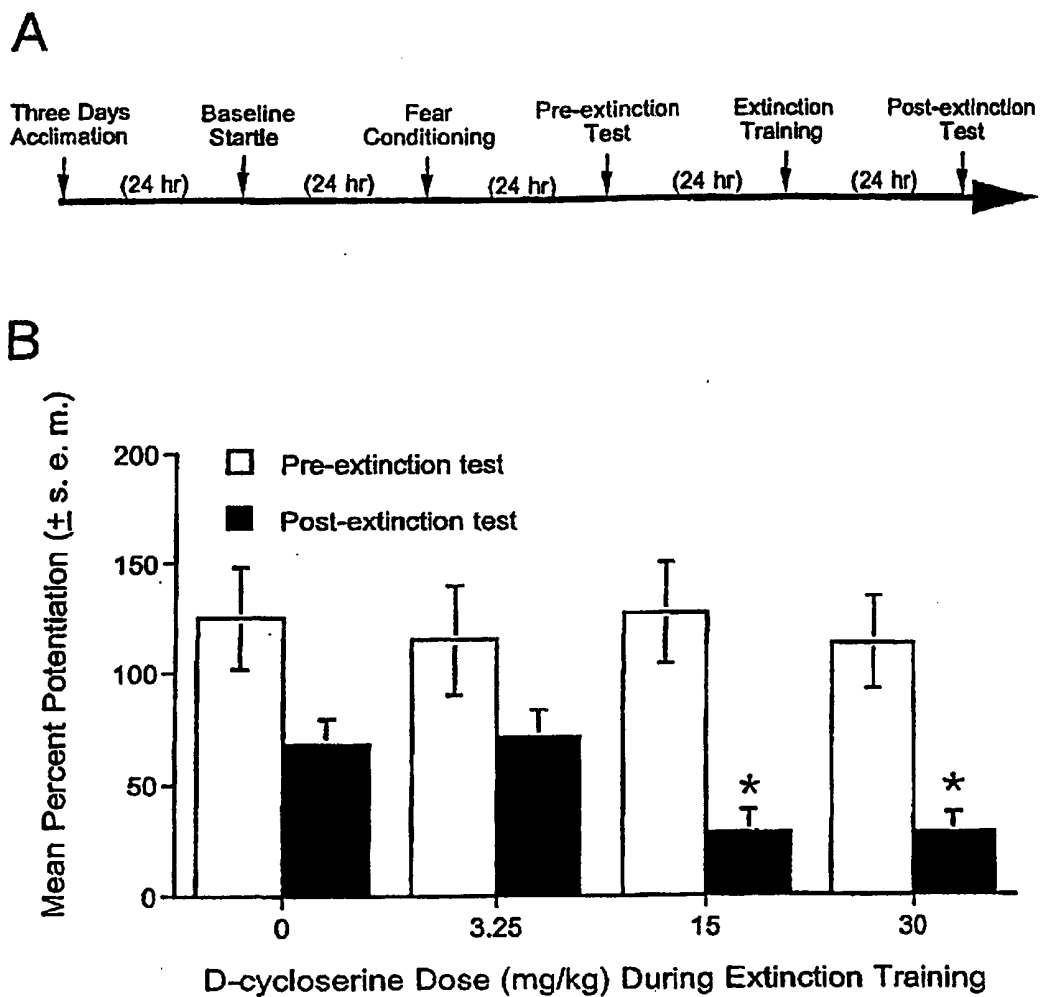 A
Three Days
Acclimation
Baseline
Startle
Fear
Conditioning
Pre-extinction
Test
Extinction
Training
Post-extinction
Test
(24 hr) (24 hr) (24 hr) (24 hr) (24 hr)
B
Mean Percent Potentiation (± s. e. m.)
200
150
100
50
0
Pre-extinction test
Post-extinction test
* *
0 3.25 15 30
D-cycloserine Dose (mg/kg) During Extinction Training